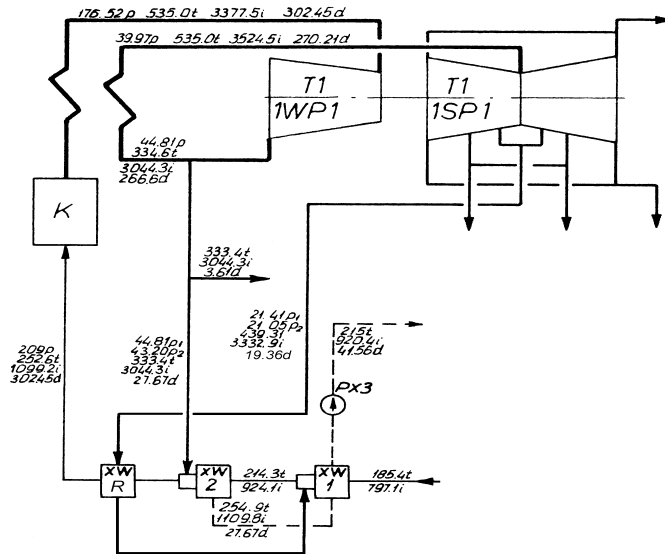 176.52p 535.0t 3377.5i 302.45d
39.97p 535.0t 3524.5i 270.21d
T1
1WP1
T1
1SP1
44.81p
334.6t
3044.3i
266.6d
K
333.4t
3044.3i
3.61d
21.41p1
21.05p2
439.3t
3332.9i
19.36d
215t
920.4i
41.56d
44.81p1
43.20p2
333.4t
3044.3i
27.67d
209p
252.6t
1099.2i
30245d
PX3
XW
R
XW
2
214.3t
924.1i
XW
1
185.4t
797.1i
254.9t
1109.8i
27.67d